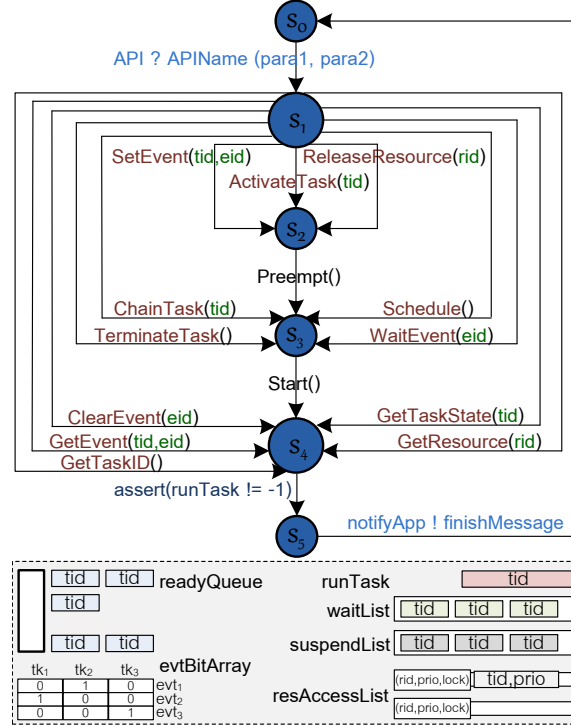 S0
API ? APIName (para1, para2)
S1
SetEvent(tid,eid) ReleaseResource(rid)
ActivateTask(tid)
S2
Preempt()
ChainTask(tid) Schedule()
S3
TerminateTask() WaitEvent(eid)
Start()
ClearEvent(eid) GetTaskState(tid)
S4
GetEvent(tid,eid) GetResource(rid)
GetTaskID()
assert(runTask != -1)
S5
notifyApp ! finishMessage
tid tid readyQueue runTask tid
tid waitList tid tid tid
tid tid suspendList tid tid tid
evtBitArray
tk1 tk2 tk3
0 1 0 evt1
1 0 0 evt2
0 0 1 evt3
resAccessList
(rid,prio,lock) tid,prio
(rid,prio,lock)